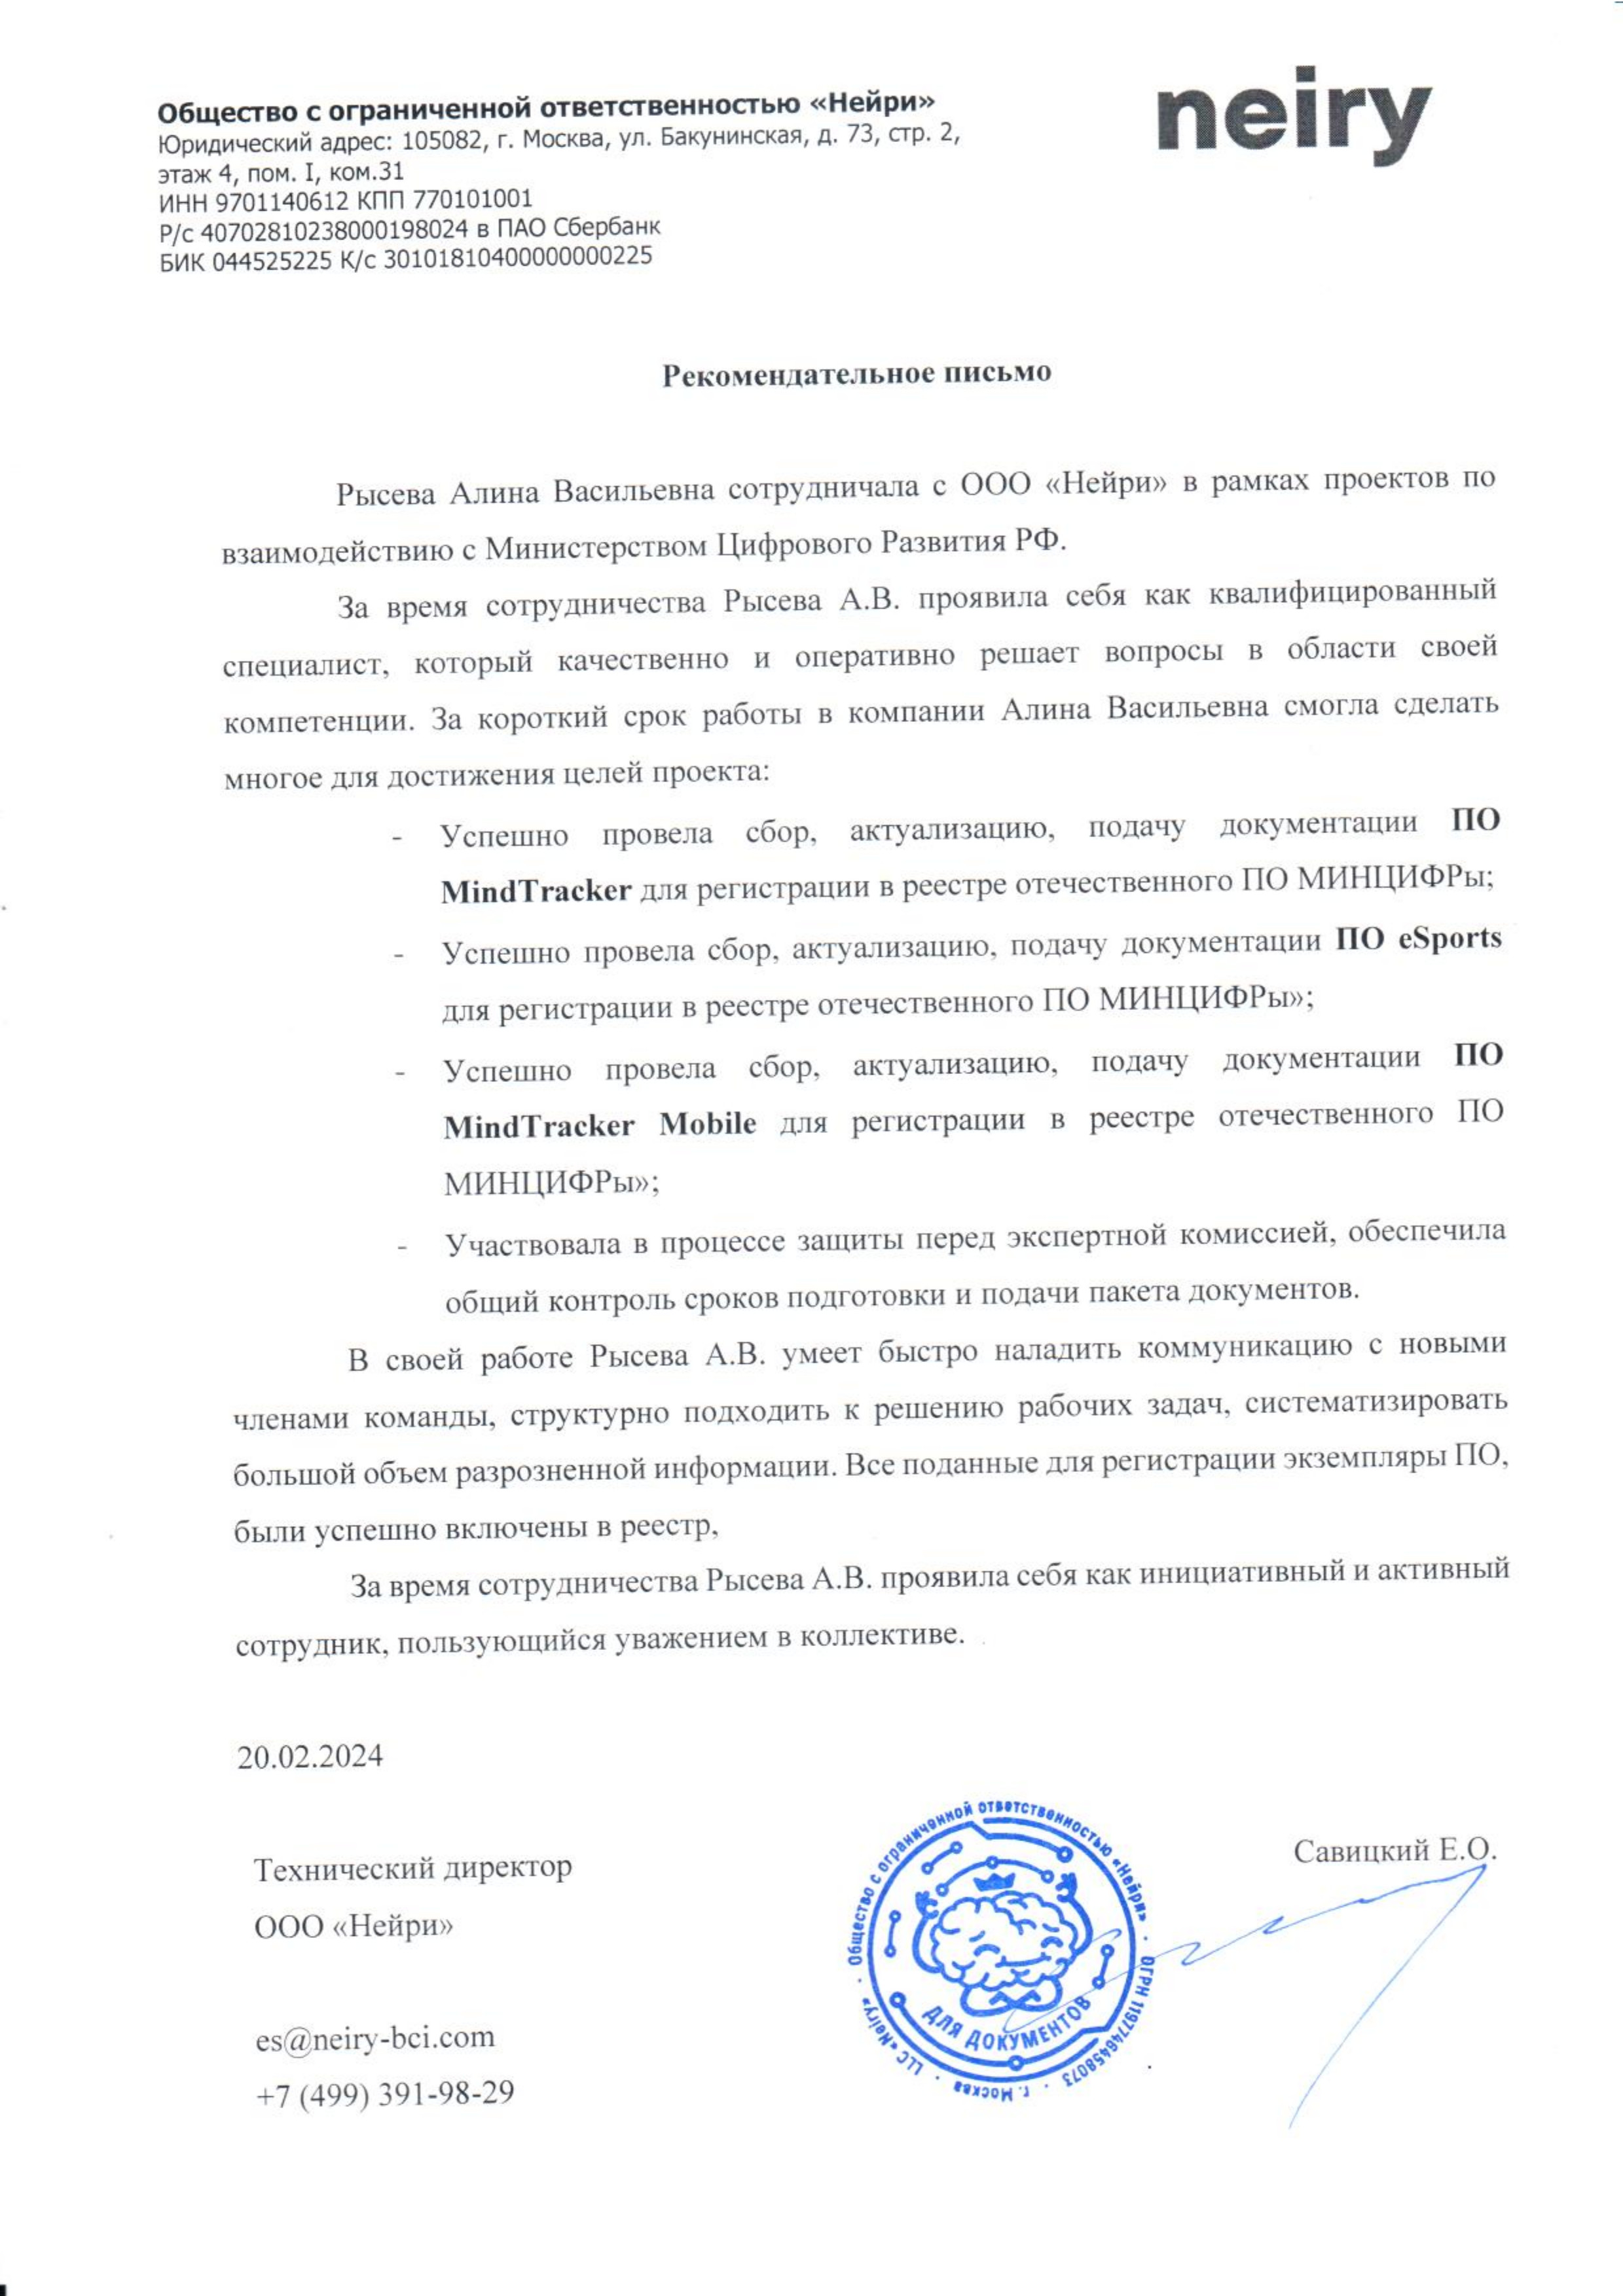 neiry
Общество с ограниченной ответственностью «Нейри»
Юридический адрес: 105082, г. Москва, ул. Бакунинская, д. 73, стр. 2,
этаж 4, пом. I, ком.31
ИНН 9701140612 КПП 770101001
Р/с 40702810238000198024 в ПАО Сбербанк
БИК 044525225 К/с 30101810400000000225
Рекомендательное письмо
Рысева Алина Васильевна сотрудничала с ООО «Нейри» в рамках проектов по
взаимодействию с Министерством Цифрового Развития РФ.
За время сотрудничества Рысева А.В. проявила себя как квалифицированный
специалист, который качественно и оперативно решает вопросы в области своей
компетенции. За короткий срок работы в компании Алина Васильевна смогла сделать
многое для достижения целей проекта:
- Успешно провела сбор, актуализацию, подачу документации ПО
MindTracker для регистрации в реестре отечественного ПО МИНЦИФРы;
- Успешно провела сбор, актуализацию, подачу документации ПО eSports
для регистрации в реестре отечественного ПО МИНЦИФРы»;
- Успешно провела сбор, актуализацию, подачу документации ПО
MindTracker Mobile для регистрации в реестре отечественного ПО
МИНЦИФРы»;
- Участвовала в процессе защиты перед экспертной комиссией, обеспечила
общий контроль сроков подготовки и подачи пакета документов.
В своей работе Рысева А.В. умеет быстро наладить коммуникацию с новыми
членами команды, структурно подходить к решению рабочих задач, систематизировать
большой объем разрозненной информации. Все поданные для регистрации экземпляры ПО,
были успешно включены в реестр,
За время сотрудничества Рысева А.В. проявила себя как инициативный и активный
сотрудник, пользующийся уважением в коллективе.
20.02.2024
Технический директор
ООО «Нейри»
Савицкий Е.О.
es@neiry-bci.com
+7 (499) 391-98-29
Общество с ограниченной ответственностью «Нейри» · ОГРН 1197746458073 · г. Москва · LLC «Neiry» ·
ДЛЯ ДОКУМЕНТОВ